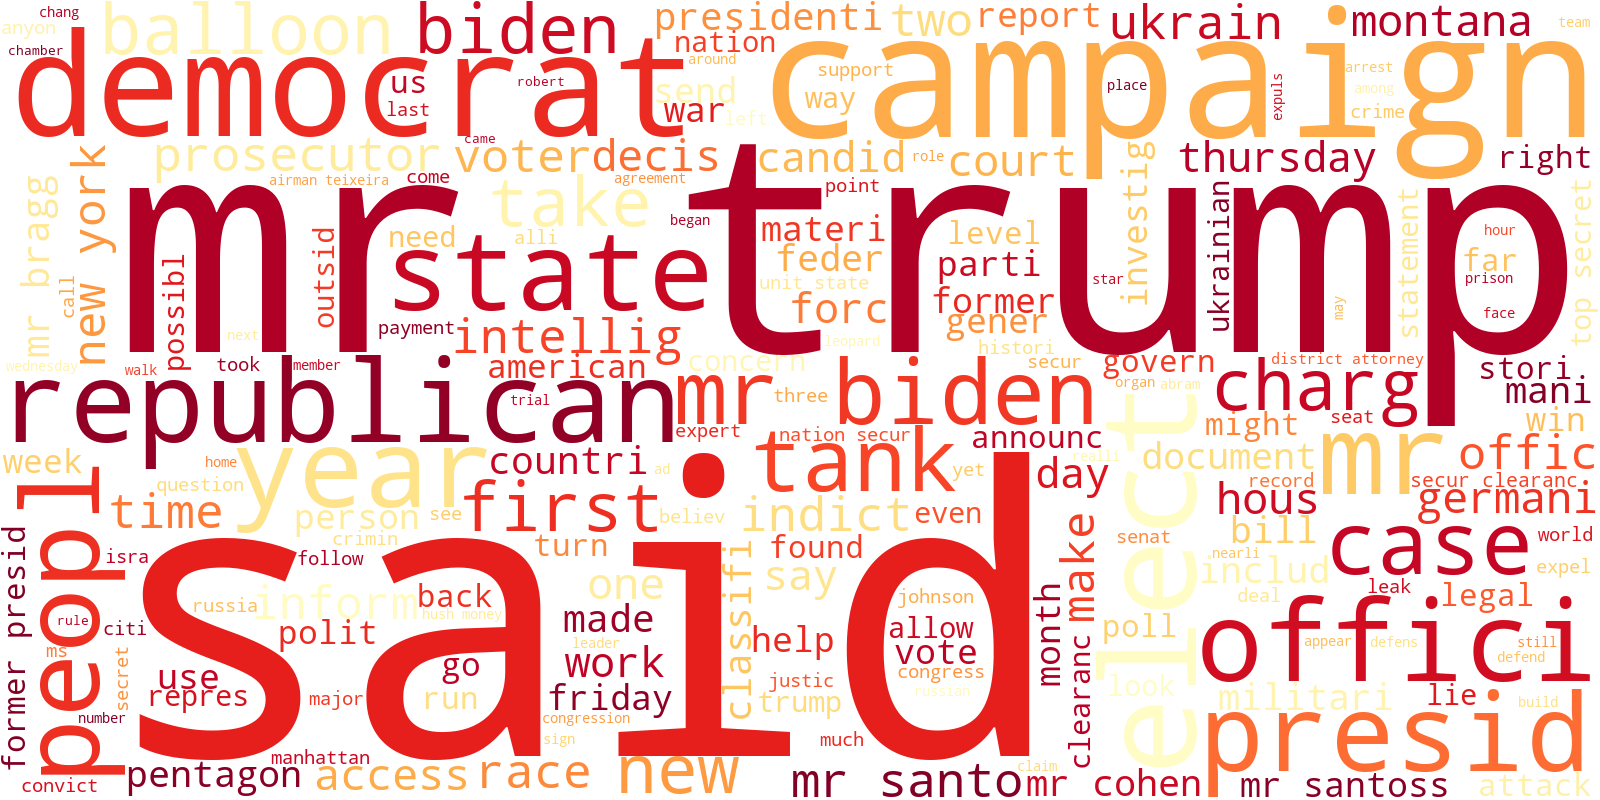 chang
anyon
chamber
balloon
biden
presidenti
two
report
ukrain
montana
team
democrat
us
last
robert
nation
around
send
war
left
campaign
support
way
place
expuls
arrest
among
crime
came
prosecutor
voter
decis
candid
role
court
thursday
right
mr bragg
new york
airman teixeira
come
take
agreement
point
investig
ukrainian
statement
top secret
mr trump
began
need
alli
materi
level
hour
far
prison
face
call
possibl
outsid
state
feder
parti
unit state
star
may
forc
former
payment
gener
wednesday
next
intellig
leopard
histori
took
walk
member
american
concern
secur
govern
district attorney
stori
republican
trial
mr biden
three
organ
abram
charg
seat
mani
expert
nation secur
announc
might
win
week
home
year
countri
ad
tank
yet
realli
elect
document
mr
offic
peopl
question
day
record
secur clearanc
time
person
see
first
believ
indict
even
hous
germani
crimin
senat
bill
case
world
former presid
isra
follow
turn
classifi
found
make
nearli
said
one
say
includ
leak
expel
russia
inform
back
hush money
johnson
month
deal
legal
rule
citi
polit
made
leader
help
allow
poll
offici
appear
defens
still
ms
secret
use
go
work
vote
clearanc
defend
repres
major
run
friday
justic
congress
look
militari
lie
trump
russian
build
number
congression
presid
manhattan
sign
much
convict
pentagon
access
race
new
mr santo
claim
mr cohen
mr santoss
attack